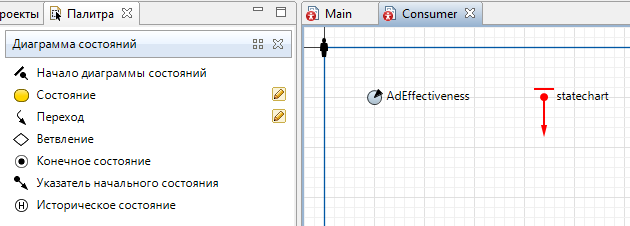 роекты
Палитра
Main
Consumer
Диаграмма состояний
Начало диаграммы состояний
Состояние
Переход
Ветвление
Конечное состояние
Указатель начального состояния
H Историческое состояние
AdEffectiveness
statechart